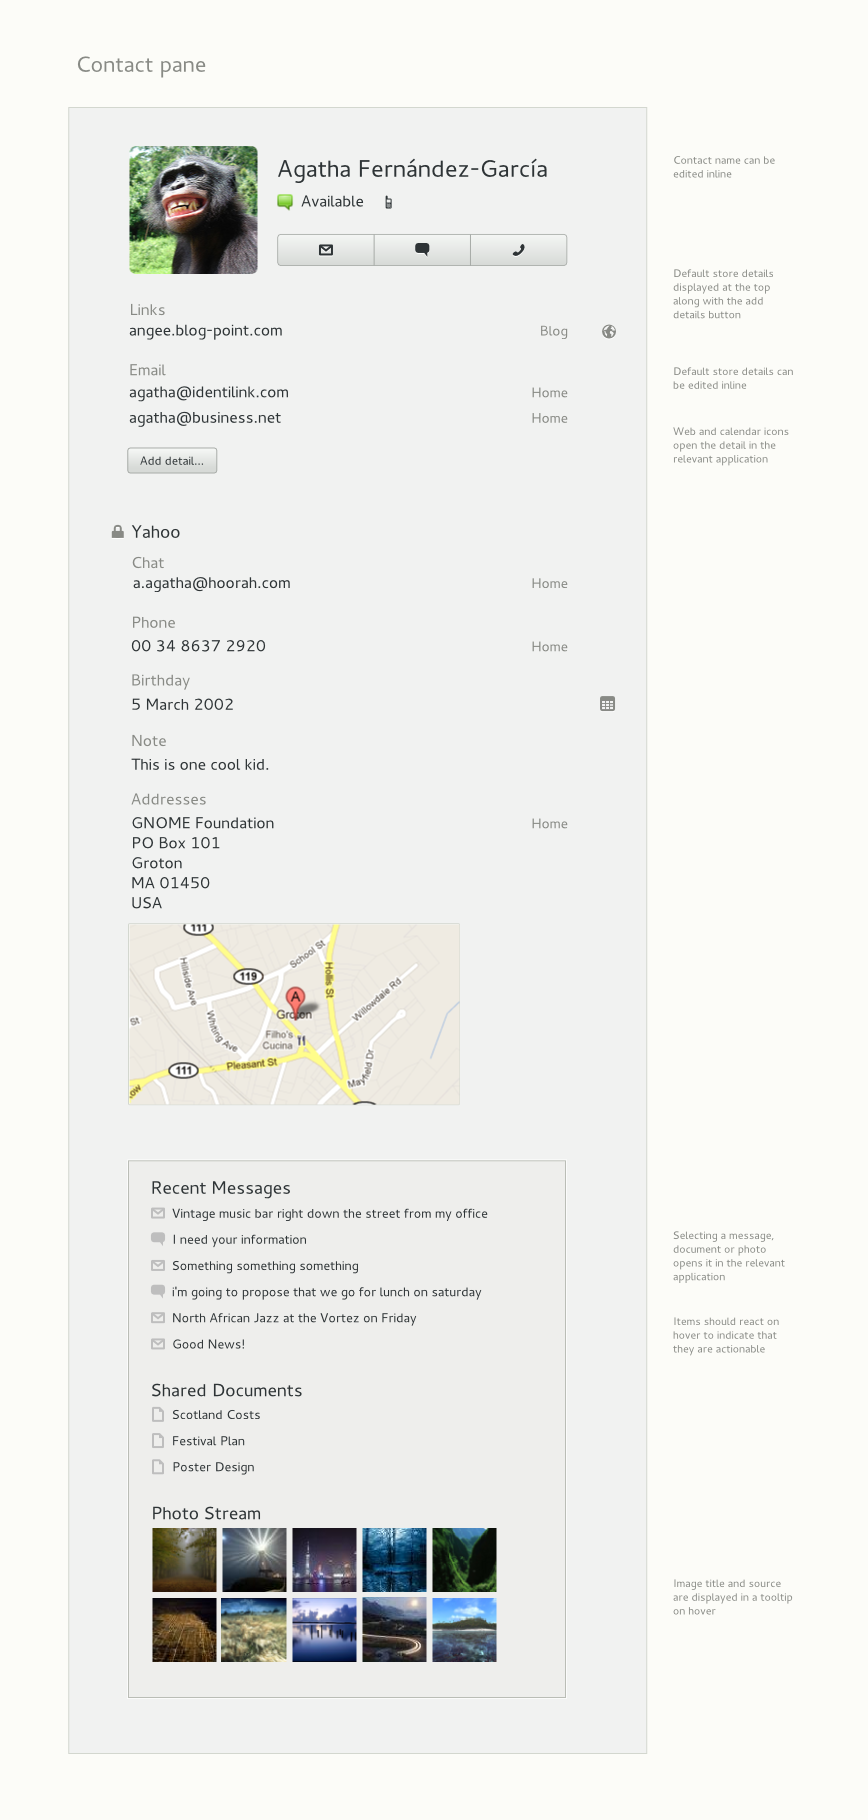 Contact pane
Agatha Fernández-García
Available
Contact name can be
edited inline
Default store details
displayed at the top
along with the add
details button
Links
angee.blog-point.com
Blog
Email
agatha@identilink.com
Home
agatha@business.net
Home
Default store details can
be edited inline
Web and calendar icons
open the detail in the
relevant application
Add detail...
Yahoo
Chat
a.agatha@hoorah.com
Home
Phone
00 34 8637 2920
Home
Birthday
5 March 2002
Note
This is one cool kid.
Addresses
GNOME Foundation
Home
PO Box 101
Groton
MA 01450
USA
111
School St
Hillside Ave
119
Hollis St
Willowdale Rd
A
Groton
St
Whiting Ave
Filho's
Cucina
Pleasant St
111
Mayfield Dr
Recent Messages
Vintage music bar right down the street from my office
I need your information
Something something something
i'm going to propose that we go for lunch on saturday
North African Jazz at the Vortez on Friday
Good News!
Selecting a message,
document or photo
opens it in the relevant
application
Items should react on
hover to indicate that
they are actionable
Shared Documents
Scotland Costs
Festival Plan
Poster Design
Photo Stream
Image title and source
are displayed in a tooltip
on hover